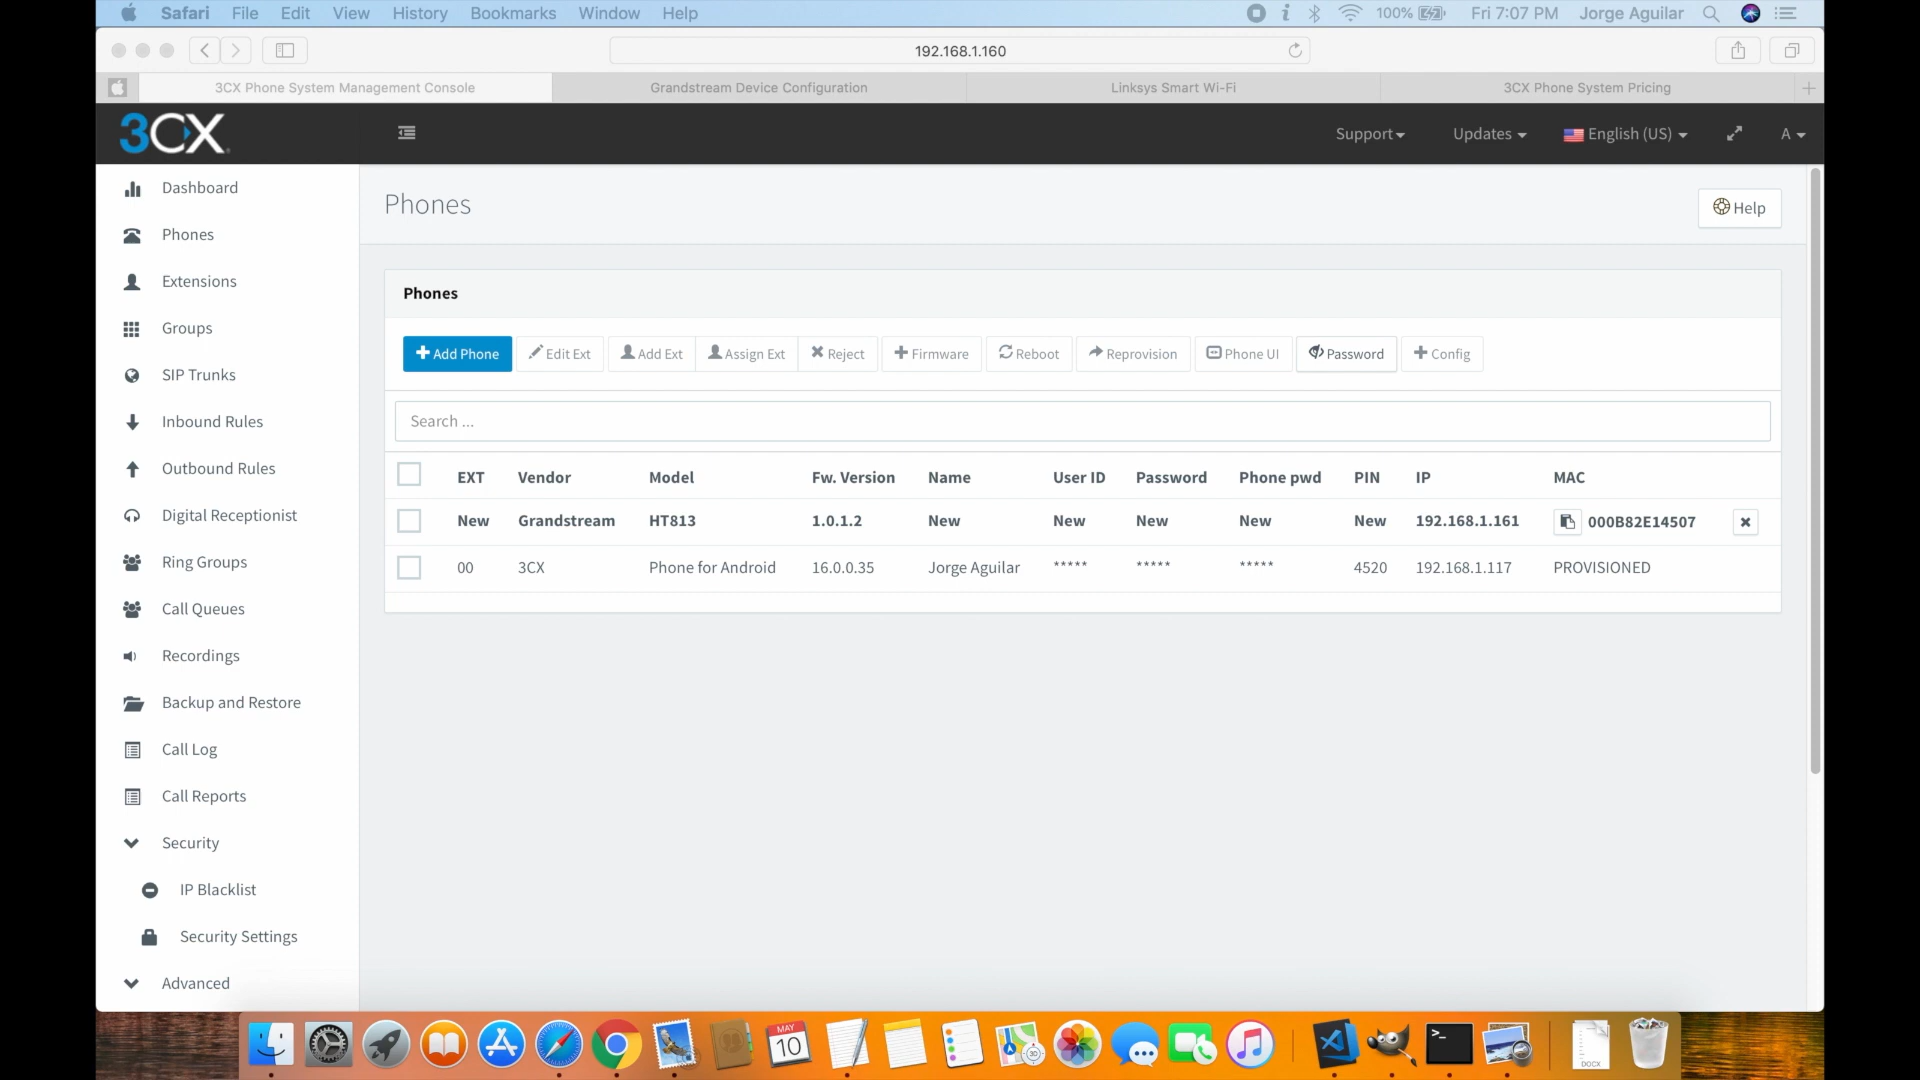 Safari File Edit View History Bookmarks Window Help 100% Fri 7:07 PM Jorge Aguilar
192.168.1.160
3CX Phone System Management Console Grandstream Device Configuration Linksys Smart Wi-Fi 3CX Phone System Pricing
3CX Support Updates English (US) A
Dashboard
Phones
Extensions
Groups
SIP Trunks
Inbound Rules
Outbound Rules
Digital Receptionist
Ring Groups
Call Queues
Recordings
Backup and Restore
Call Log
Call Reports
Security
IP Blacklist
Security Settings
Advanced
Phones
Help
Phones
Add Phone Edit Ext Add Ext Assign Ext Reject Firmware Reboot Reprovision Phone UI Password Config
Search ...
EXT Vendor Model Fw. Version Name User ID Password Phone pwd PIN IP MAC
New Grandstream HT813 1.0.1.2 New New New New New 192.168.1.161 000B82E14507
00 3CX Phone for Android 16.0.0.35 Jorge Aguilar ***** ***** ***** 4520 192.168.1.117 PROVISIONED
MAY
10
DOCX